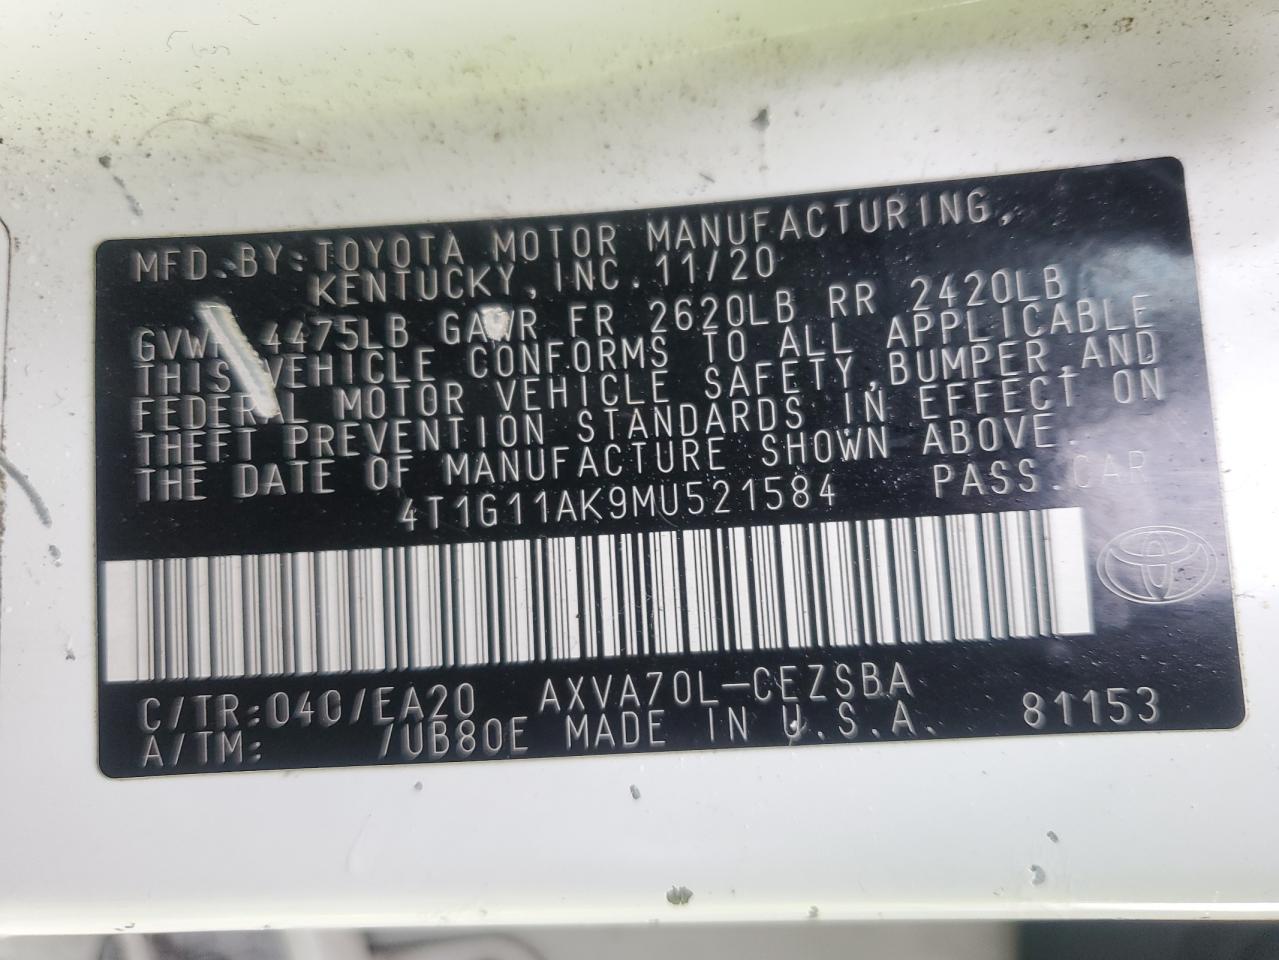 MFD. BY: TOYOTA MOTOR MANUFACTURING,
KENTUCKY, INC. 11/20
GVWR 4475LB GAWR FR 2620LB RR 2420LB
THIS VEHICLE CONFORMS TO ALL APPLICABLE
FEDERAL MOTOR VEHICLE SAFETY, BUMPER, AND
THEFT PREVENTION STANDARDS IN EFFECT ON
THE DATE OF MANUFACTURE SHOWN ABOVE.
4T1G11AK9MU521584 PASS. CAR
C/TR: 040/EA20 AXVA70L-CEZSBA
A/TM: /UB80E MADE IN U.S.A. 81153